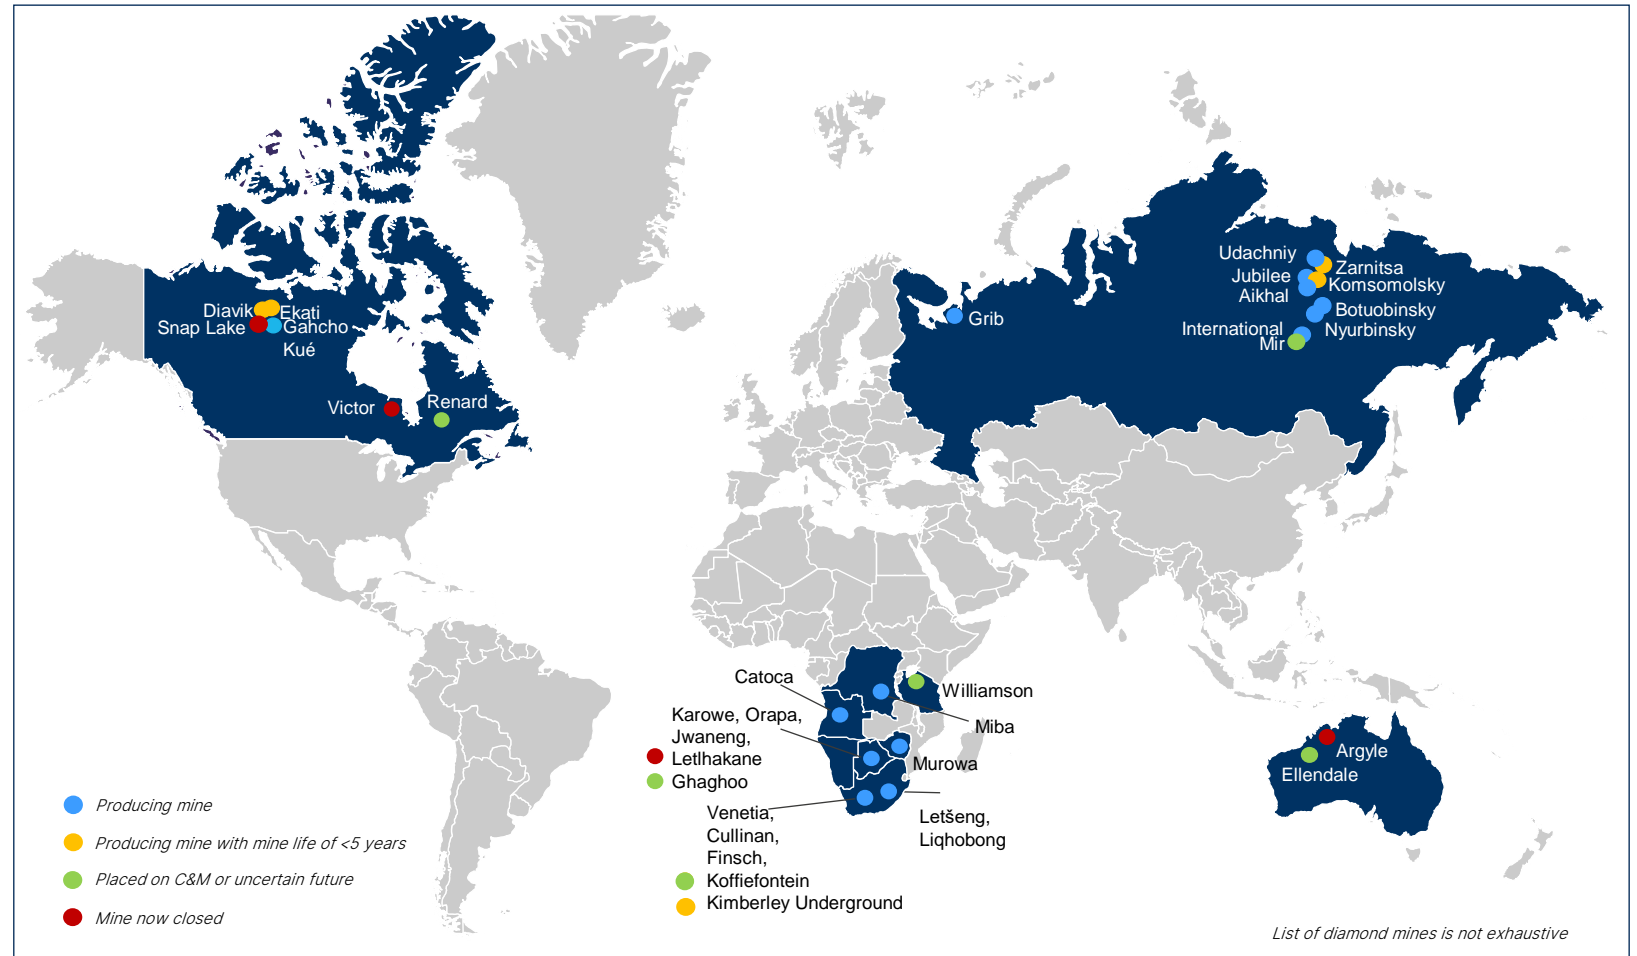 Diavik
Ekati
Snap Lake
Gahcho
Kué
Victor
Renard
Grib
Udachniy
Zarnitsa
Jubilee
Komsomolsky
Aikhal
Botuobinsky
Nyurbinsky
International
Mir
Catoca
Williamson
Miba
Karowe, Orapa,
Jwaneng,
Letlhakane
Ghaghoo
Murowa
Venetia,
Cullinan,
Finsch,
Koffiefontein
Kimberley Underground
Letšeng,
Liqhobong
Argyle
Ellendale
Producing mine
Producing mine with mine life of <5 years
Placed on C&M or uncertain future
Mine now closed
List of diamond mines is not exhaustive